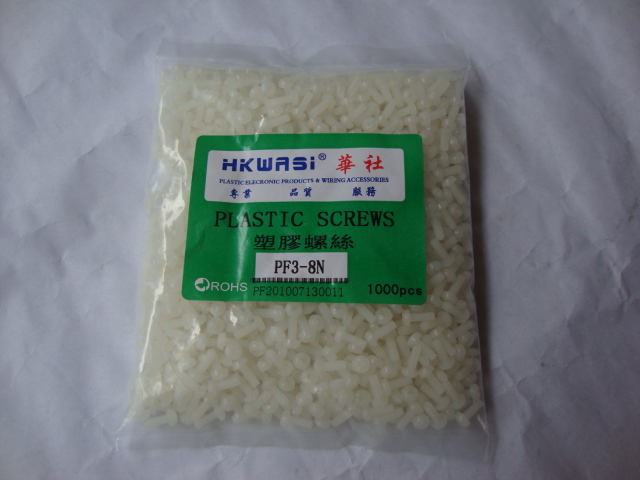 HKWASI® 華社
PLASTIC ELECRONIC PRODUCTS & WIRING ACCESSORIES
專業 品質 服務
PLASTIC SCREWS
塑膠螺絲
PF3-8N
ROHS PF201007130011 1000pcs